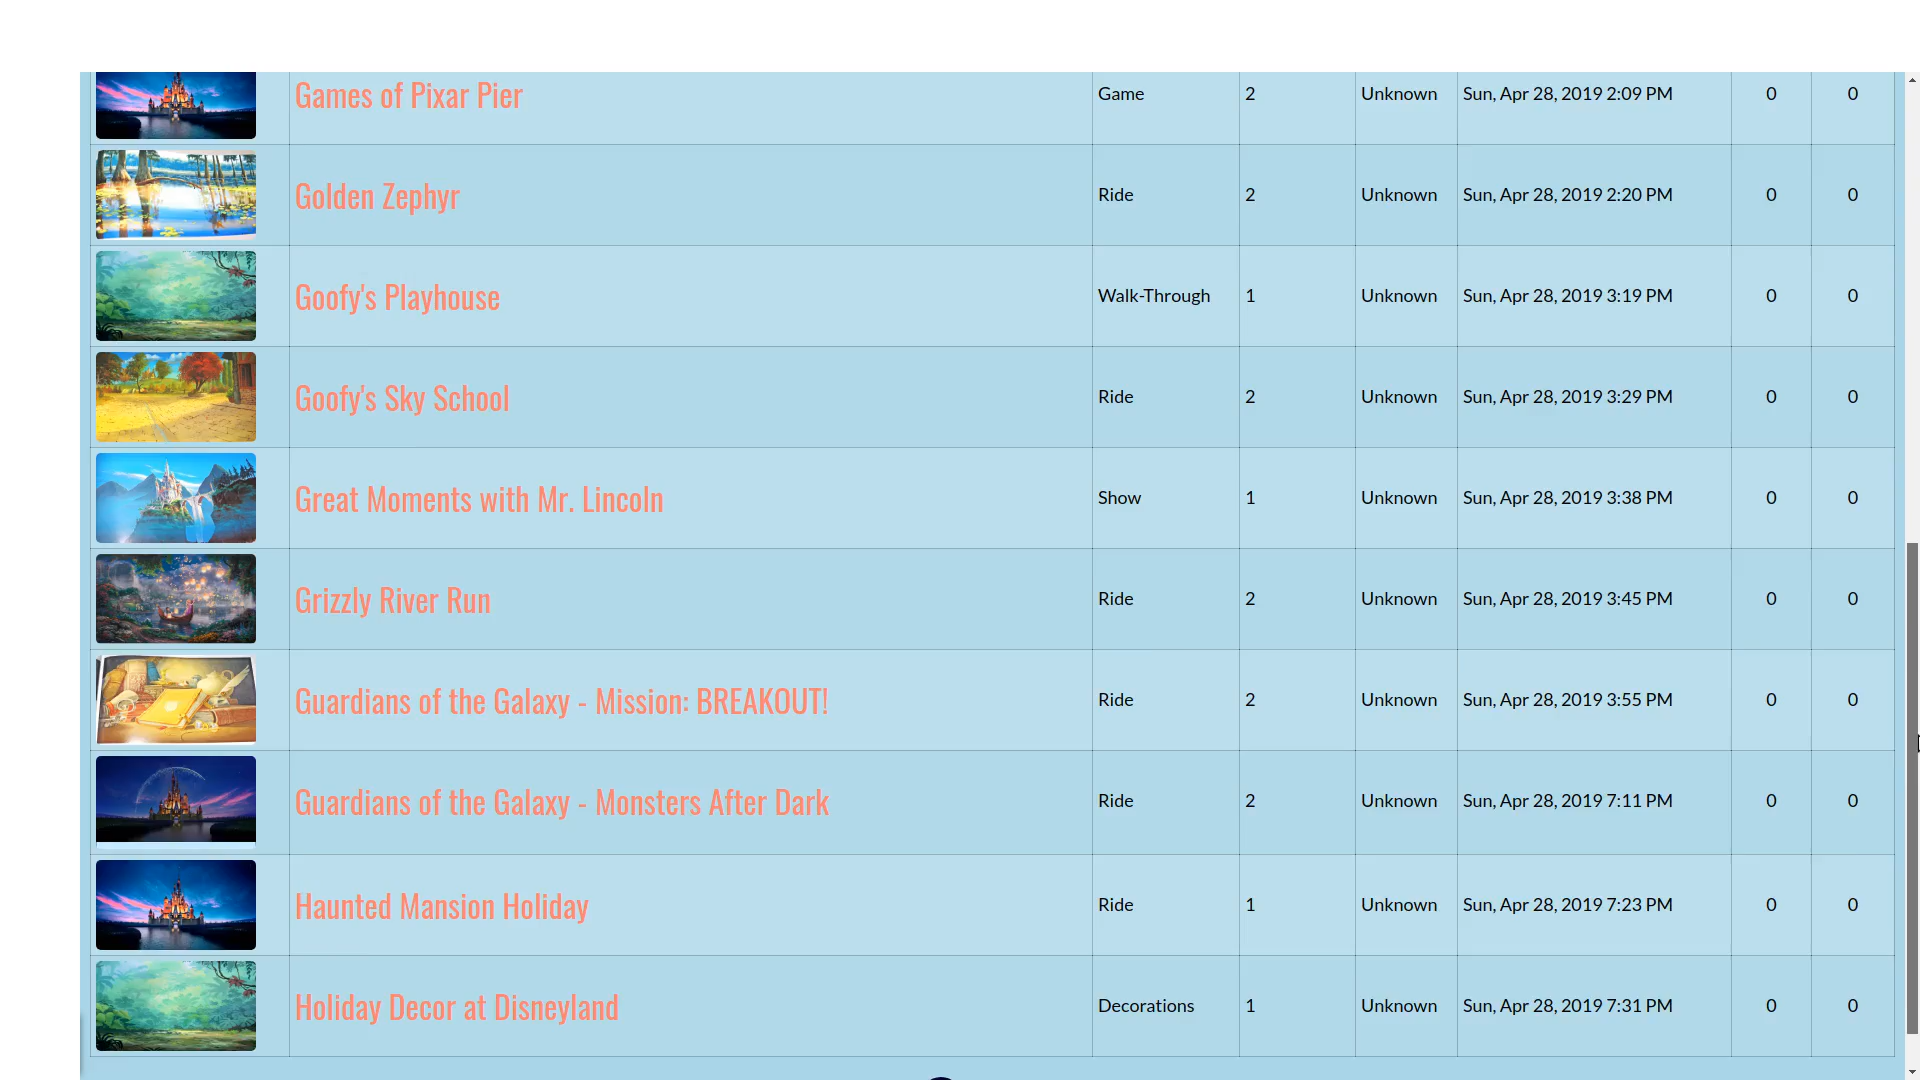 Games of Pixar Pier Game 2 Unknown Sun, Apr 28, 2019 2:09 PM 0 0
Golden Zephyr Ride 2 Unknown Sun, Apr 28, 2019 2:20 PM 0 0
Goofy's Playhouse Walk-Through 1 Unknown Sun, Apr 28, 2019 3:19 PM 0 0
Goofy's Sky School Ride 2 Unknown Sun, Apr 28, 2019 3:29 PM 0 0
Great Moments with Mr. Lincoln Show 1 Unknown Sun, Apr 28, 2019 3:38 PM 0 0
Grizzly River Run Ride 2 Unknown Sun, Apr 28, 2019 3:45 PM 0 0
Guardians of the Galaxy - Mission: BREAKOUT! Ride 2 Unknown Sun, Apr 28, 2019 3:55 PM 0 0
Guardians of the Galaxy - Monsters After Dark Ride 2 Unknown Sun, Apr 28, 2019 7:11 PM 0 0
Haunted Mansion Holiday Ride 1 Unknown Sun, Apr 28, 2019 7:23 PM 0 0
Holiday Decor at Disneyland Decorations 1 Unknown Sun, Apr 28, 2019 7:31 PM 0 0